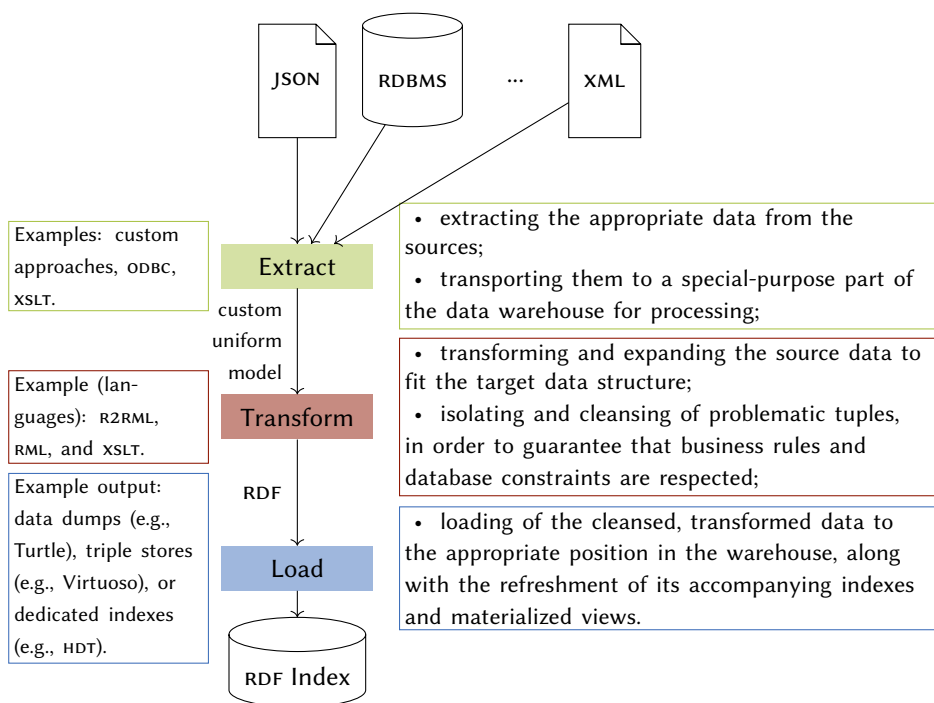 JSON
RDBMS
...
XML
Examples: custom
approaches, ODBC,
XSLT.
Extract
• extracting the appropriate data from the
sources;
• transporting them to a special-purpose part of
the data warehouse for processing;
custom
uniform
model
Example (lan-
guages): R2RML,
RML, and XSLT.
Transform
• transforming and expanding the source data to
fit the target data structure;
• isolating and cleansing of problematic tuples,
in order to guarantee that business rules and
database constraints are respected;
RDF
Example output:
data dumps (e.g.,
Turtle), triple stores
(e.g., Virtuoso), or
dedicated indexes
(e.g., HDT).
Load
• loading of the cleansed, transformed data to
the appropriate position in the warehouse, along
with the refreshment of its accompanying indexes
and materialized views.
RDF Index